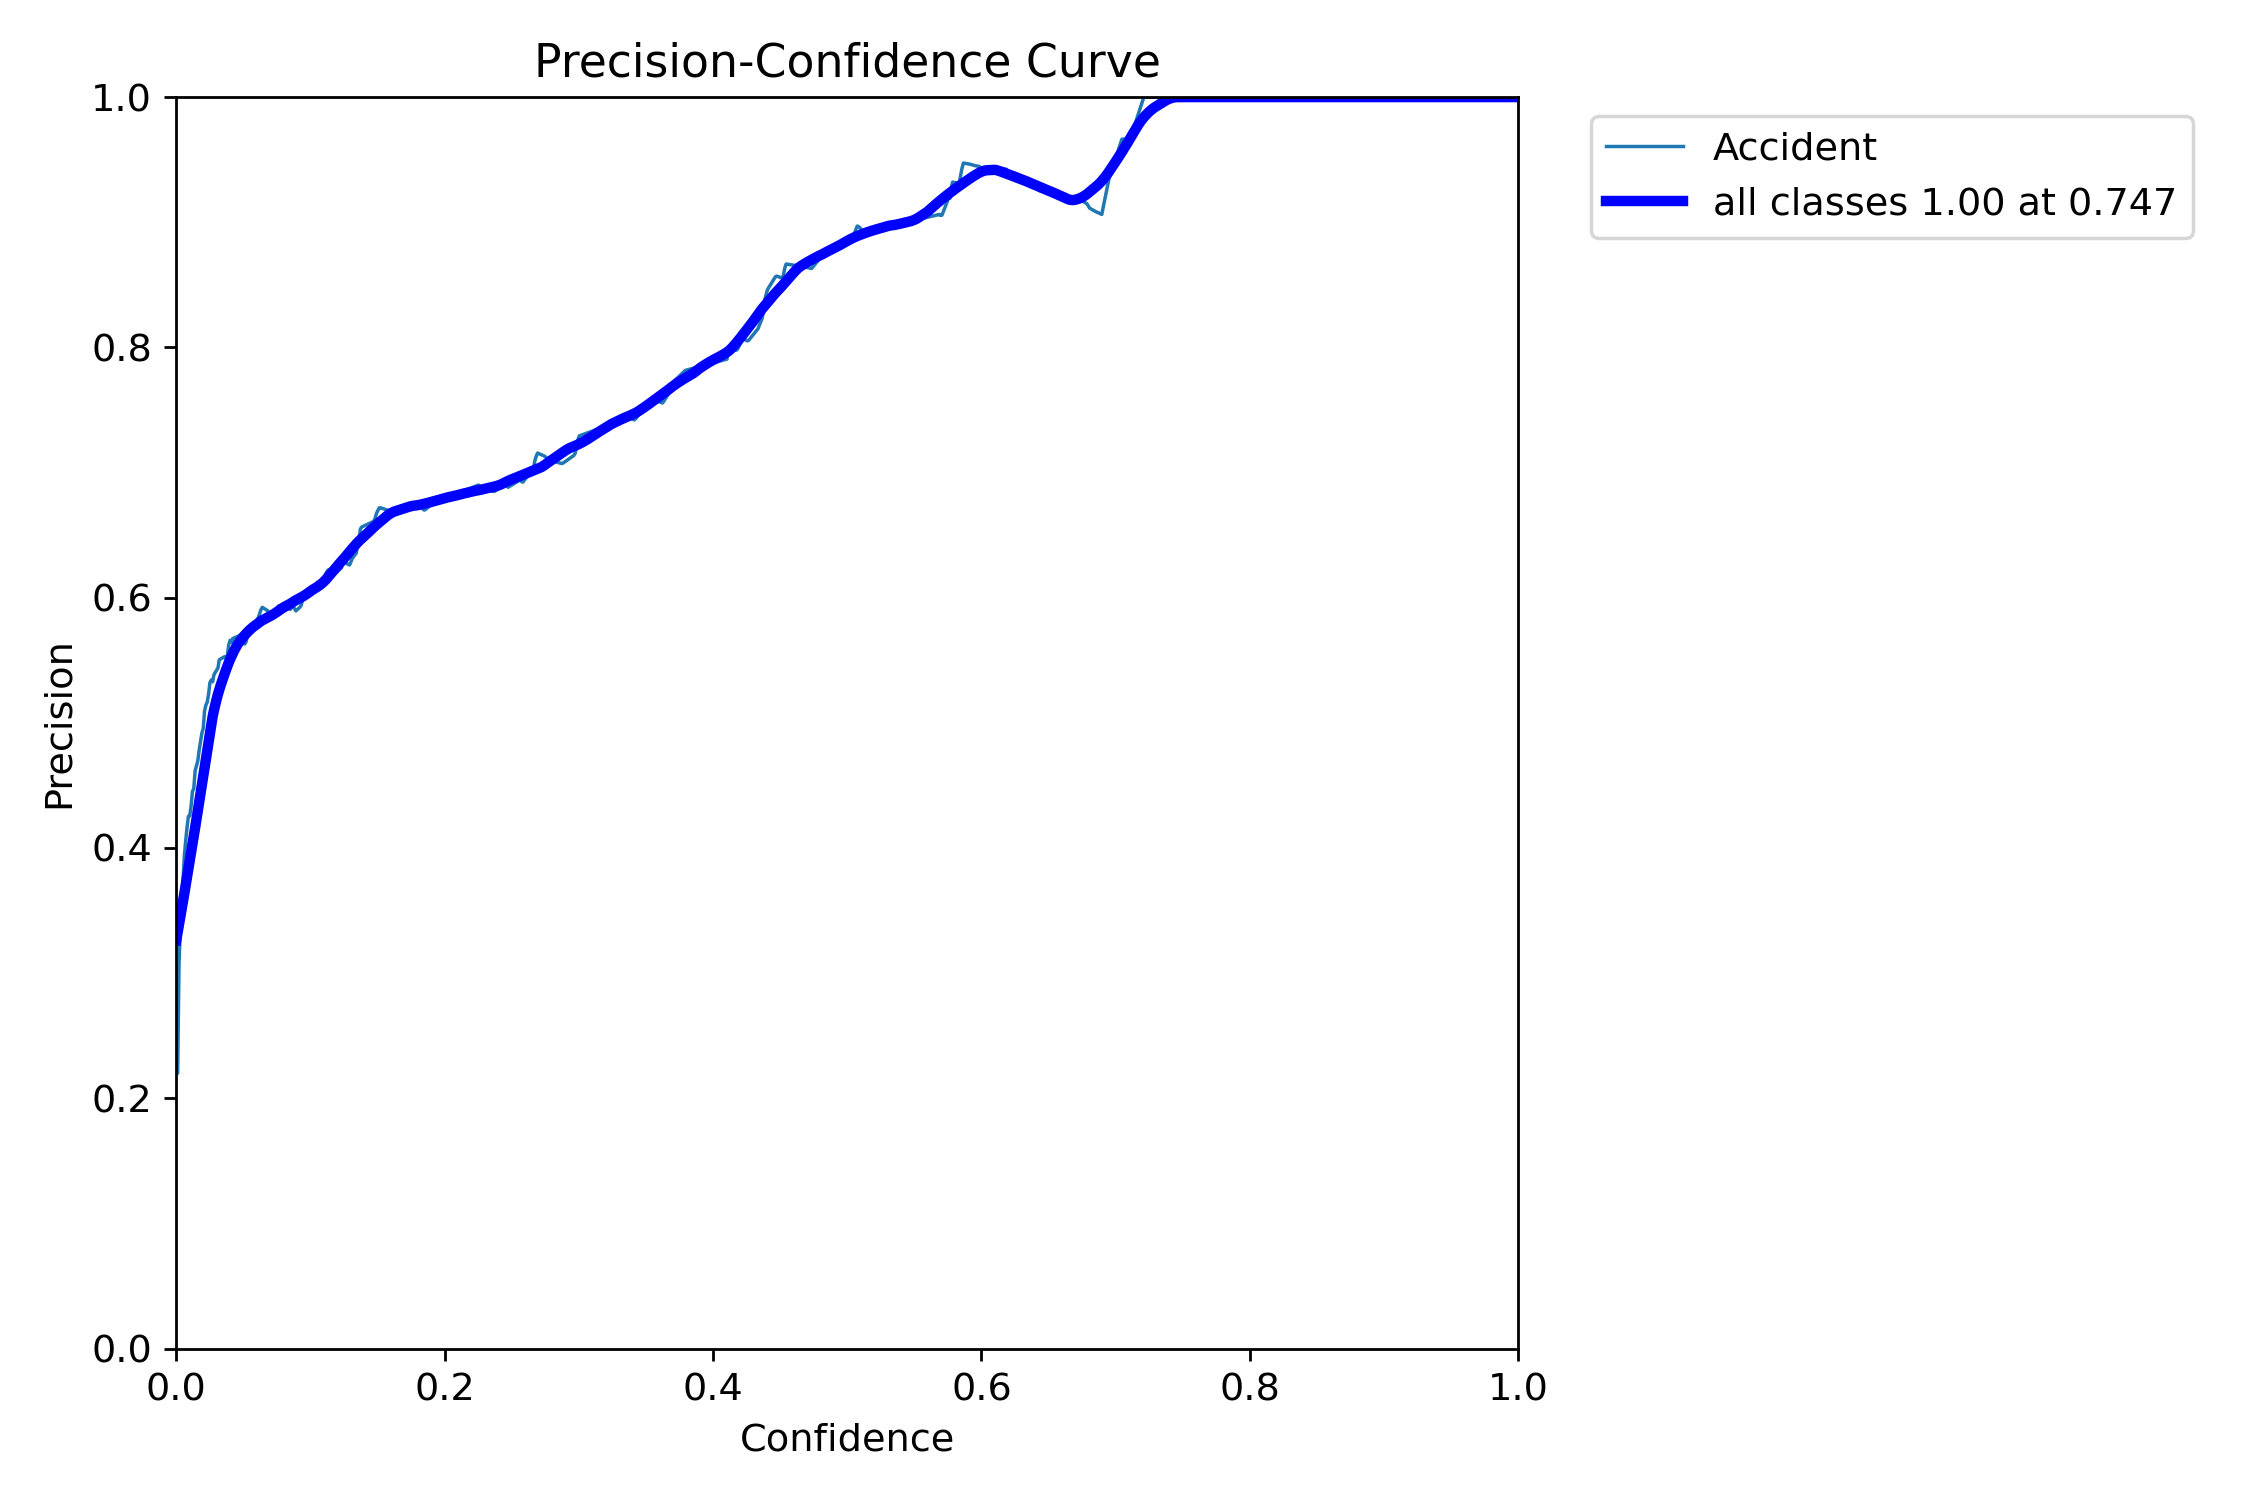 Precision-Confidence Curve
1.0
0.8
0.6
0.4
0.2
0.0
Precision
0.0 0.2 0.4 0.6 0.8 1.0
Confidence
Accident
all classes 1.00 at 0.747